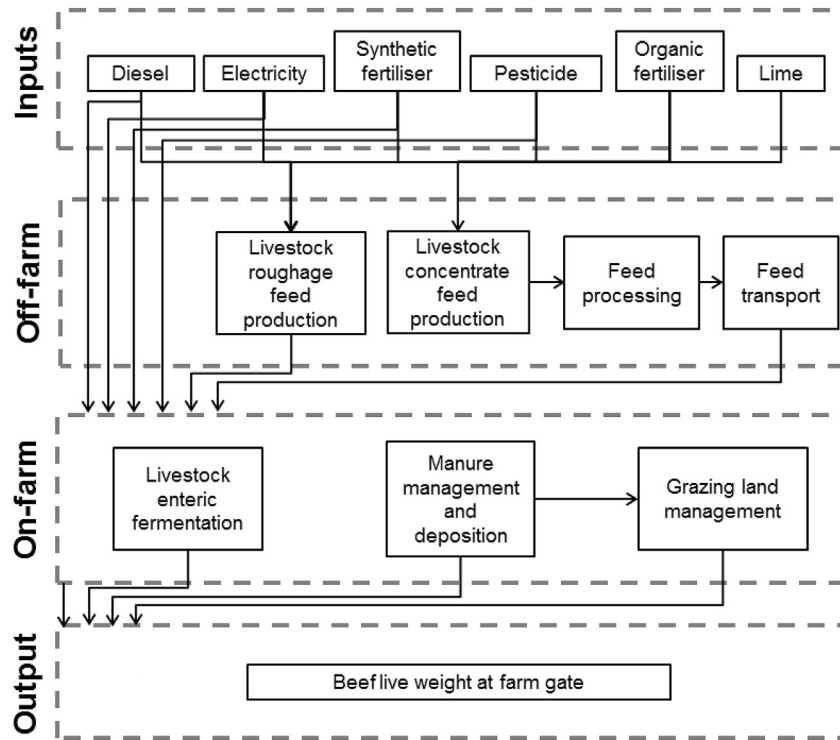 Inputs
Diesel
Electricity
Synthetic
fertiliser
Pesticide
Organic
fertiliser
Lime
Off-farm
Livestock
roughage
feed
production
Livestock
concentrate
feed
production
Feed
processing
Feed
transport
On-farm
Livestock
enteric
fermentation
Manure
management
and
deposition
Grazing land
management
Output
Beef live weight at farm gate